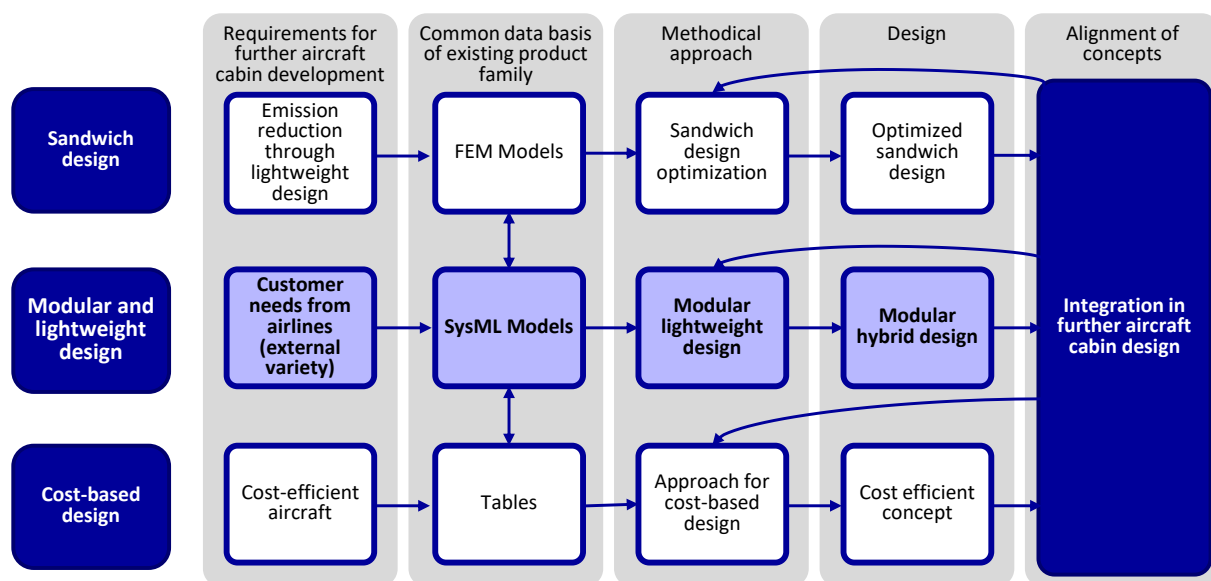 Requirements for
further aircraft
cabin development
Common data basis
of existing product
family
Methodical
approach
Design
Alignment of
concepts
Sandwich
design
Emission
reduction
through
lightweight
design
FEM Models
Sandwich
design
optimization
Optimized
sandwich
design
Modular and
lightweight
design
Customer
needs from
airlines
(external
variety)
SysML Models
Modular
lightweight
design
Modular
hybrid design
Integration in
further aircraft
cabin design
Cost-based
design
Cost-efficient
aircraft
Tables
Approach for
cost-based
design
Cost efficient
concept